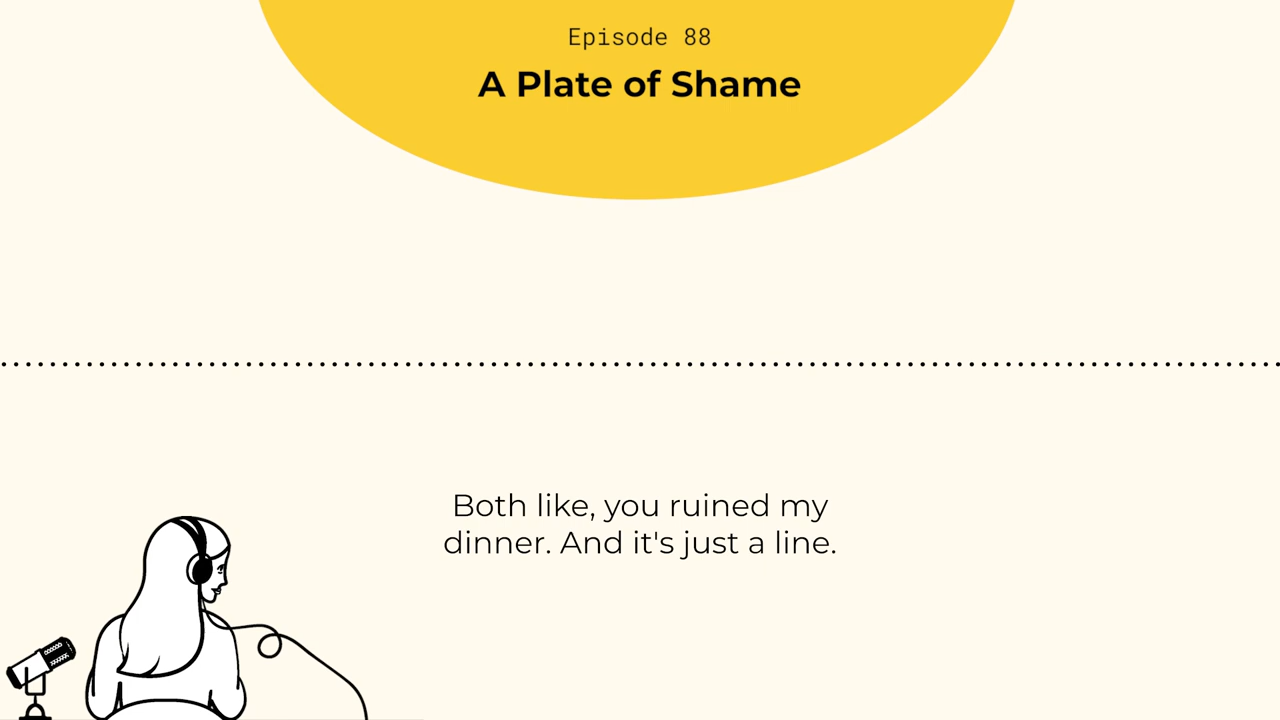 Episode 88
A Plate of Shame
Both like, you ruined my
dinner. And it's just a line.